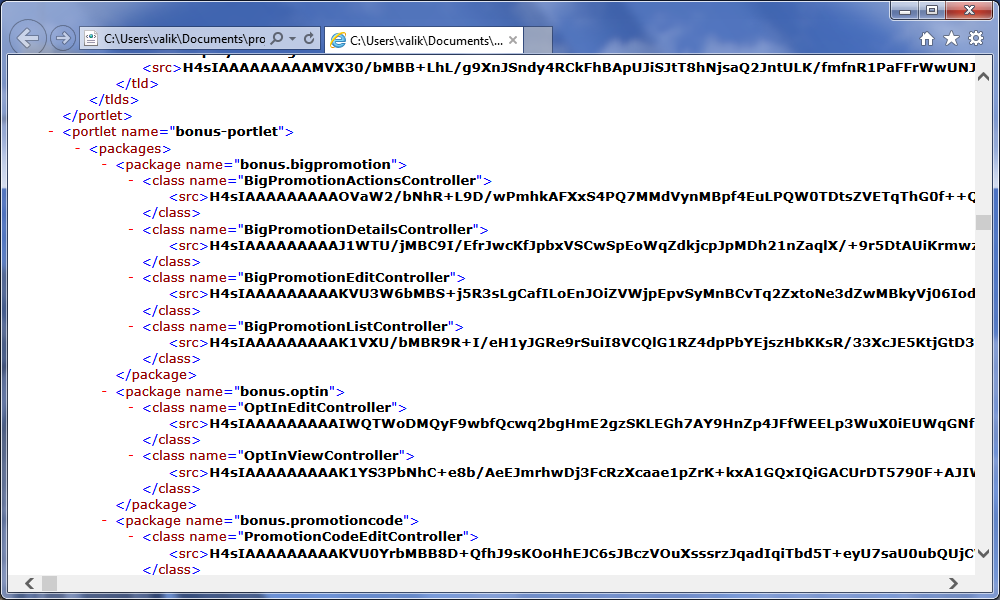 C:\Users\valik\Documents\pro
C:\Users\valik\Documents\...
<src>H4sIAAAAAAAAAMVX30/bMBB+LhL/g9XnJSndy4RCkFhBApUJiSJtT8hNjsaQ2JntULK/fmfnR1PaFFrWwUNJ
</tld>
</tlds>
</portlet>
- <portlet name="bonus-portlet">
- <packages>
- <package name="bonus.bigpromotion">
- <class name="BigPromotionActionsController">
<src>H4sIAAAAAAAAAOVaW2/bNhR+L9D/wPmhkAFXxS4PQ7MMdVynMBpf4EuLPQW0TDtsZVETqThG0f++Q
</class>
- <class name="BigPromotionDetailsController">
<src>H4sIAAAAAAAAAJ1WTU/jMBC9I/EfrJwcKfJpbxVSCwSpEoWqZdkjcpJpMDh21nZaqlX/+9r5DtAUiKrmwz
</class>
- <class name="BigPromotionEditController">
<src>H4sIAAAAAAAAAKVU3W6bMBS+j5R3sLgCafILoEnJOiZVWjpEpvSyMnBCvTq2ZxtoNe3dZwMBkyVj06Iod
</class>
- <class name="BigPromotionListController">
<src>H4sIAAAAAAAAAK1VXU/bMBR9R+I/eH1yJGRe9rSuiI8VCQlG1RZ4dpPbYEjszHbKKsR/33XcJE5KtjGtD3
</class>
</package>
- <package name="bonus.optin">
- <class name="OptInEditController">
<src>H4sIAAAAAAAAAIWQTWoDMQyF9wbfQcwq2bgHmE2gzSKLEGh7AY9HnZp4JFfWEELp3WuX0iEUWqGNf
</class>
- <class name="OptInViewController">
<src>H4sIAAAAAAAAAK1YS3PbNhC+e8b/AeEJmrhwDj3FcRzXcaae1pZrK+kxA1GQxIQiGACUrDT5790F+AJIW
</class>
</package>
- <package name="bonus.promotioncode">
- <class name="PromotionCodeEditController">
<src>H4sIAAAAAAAAAKVU0YrbMBB8D+QfhJ9sKOoHhEJC6sJBczVOuXsssrzJqadIqiTbd5T+eyU7saU0ubQUjC
</class>